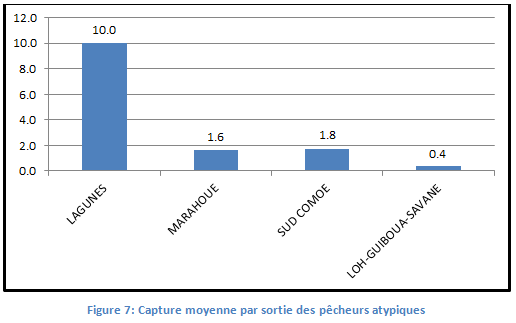 12.0
10.0
8.0
6.0
4.0
2.0
0.0
10.0
1.6
1.8
0.4
LAGUNES
MARAHOUE
SUD COMOE
LOH-GUIBOUA-SAVANE
Figure 7: Capture moyenne par sortie des pêcheurs atypiques